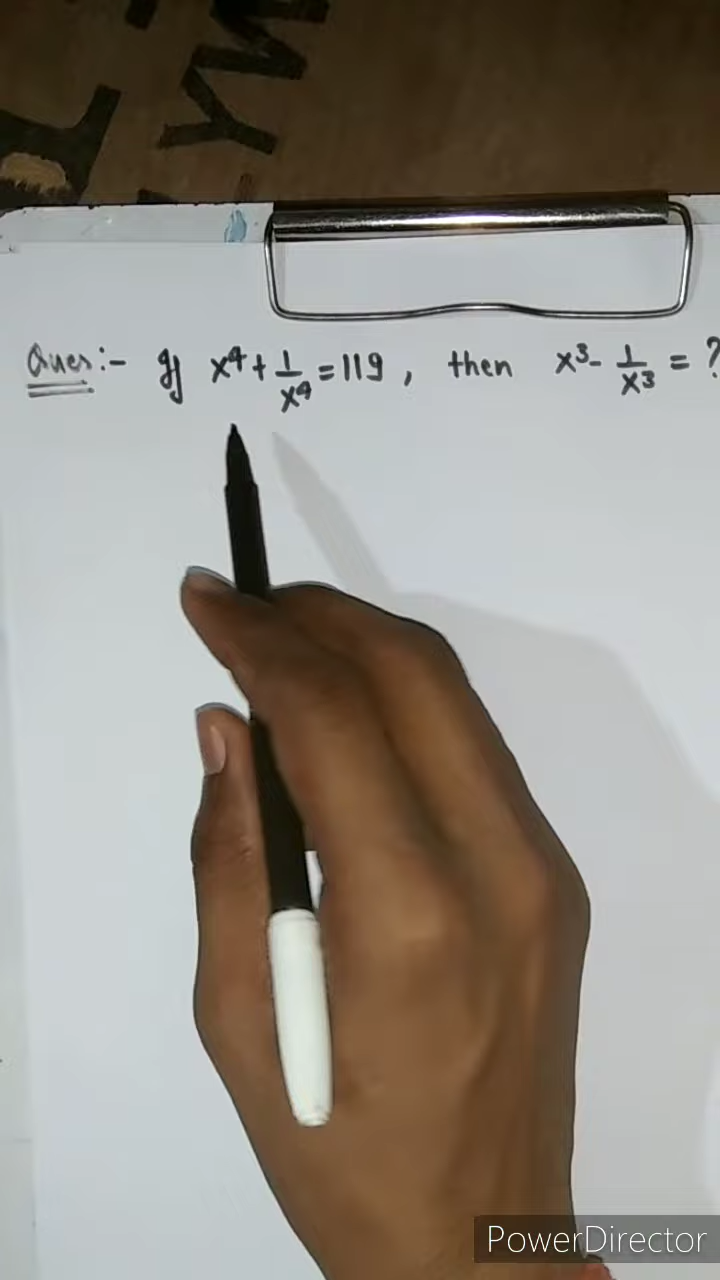 Ques:- If x⁴ + 1/x⁴ = 119, then x³ - 1/x³ = ?
PowerDirector